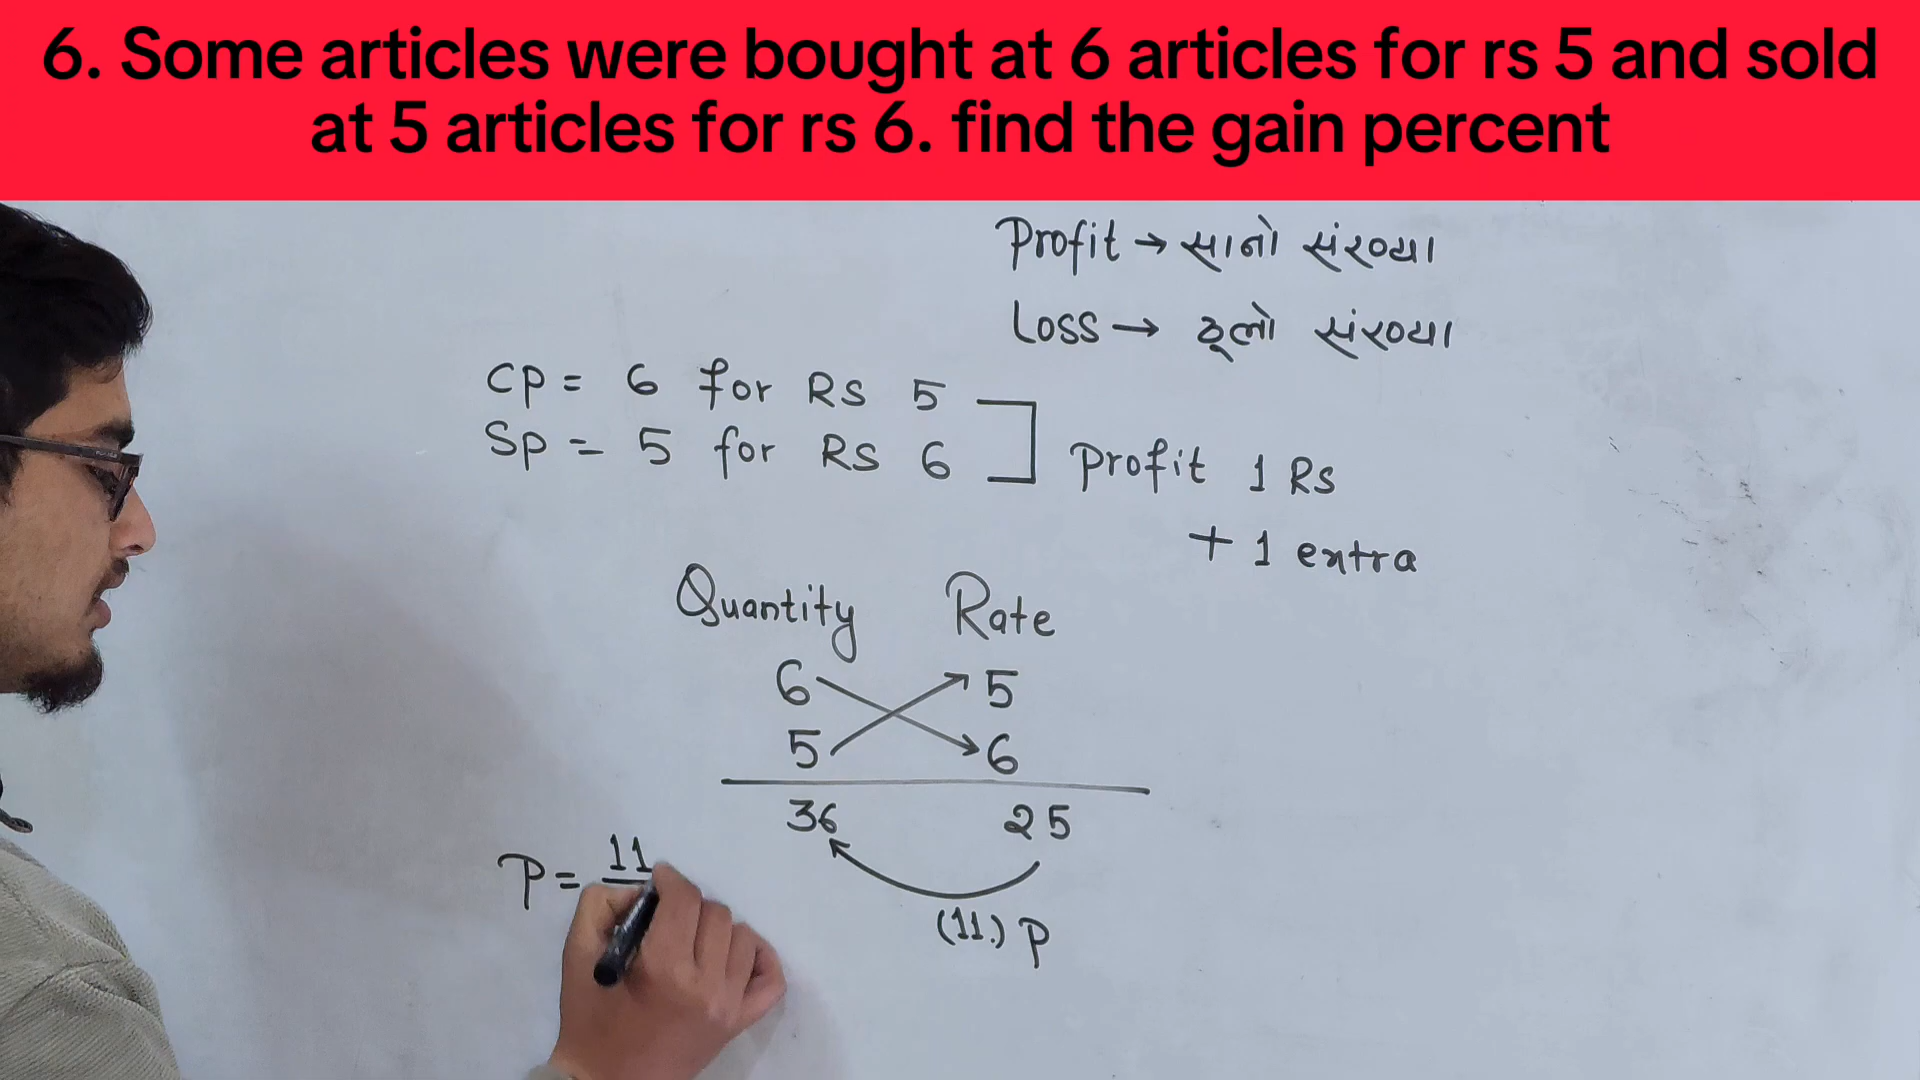 6. Some articles were bought at 6 articles for rs 5 and sold
at 5 articles for rs 6. find the gain percent
Profit → सानो संख्या
Loss → ठूलो संख्या
CP = 6 for RS 5
SP = 5 for RS 6
Profit 1 Rs
+ 1 extra
Quantity Rate
6 5
5 6
36 25
P = 11
(11) P